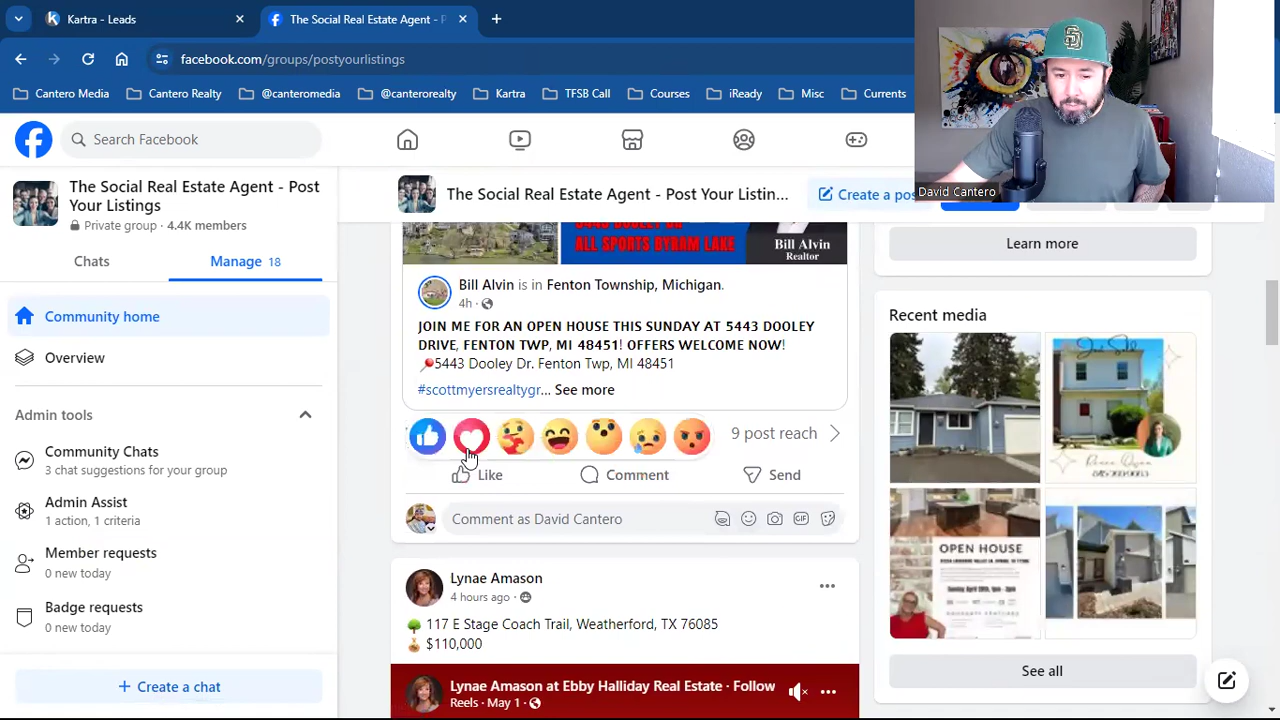 Kartra - Leads
The Social Real Estate Agent - P
facebook.com/groups/postyourlistings
Cantero Media
Cantero Realty
@canteromedia
@canterorealty
Kartra
TFSB Call
Courses
iReady
Misc
Currents
David Cantero
Search Facebook
The Social Real Estate Agent - Post
Your Listings
Private group · 4.4K members
Chats
Manage 18
Community home
Overview
Admin tools
Community Chats
3 chat suggestions for your group
Admin Assist
1 action, 1 criteria
Member requests
0 new today
Badge requests
0 new today
+ Create a chat
The Social Real Estate Agent - Post Your Listin...
Create a pos
5443 DOOLEY DR
ALL SPORTS BYRAM LAKE
Bill Alvin
Realtor
Bill Alvin is in Fenton Township, Michigan.
4h ·
JOIN ME FOR AN OPEN HOUSE THIS SUNDAY AT 5443 DOOLEY
DRIVE, FENTON TWP, MI 48451! OFFERS WELCOME NOW!
📍5443 Dooley Dr. Fenton Twp, MI 48451
#scottmyersrealtygr... See more
9 post reach
Like
Comment
Send
Comment as David Cantero
GIF
Lynae Amason
4 hours ago ·
117 E Stage Coach Trail, Weatherford, TX 76085
$110,000
Lynae Amason at Ebby Halliday Real Estate · Follow
Reels · May 1 ·
Learn more
Recent media
Just Sold
OPEN HOUSE
See all